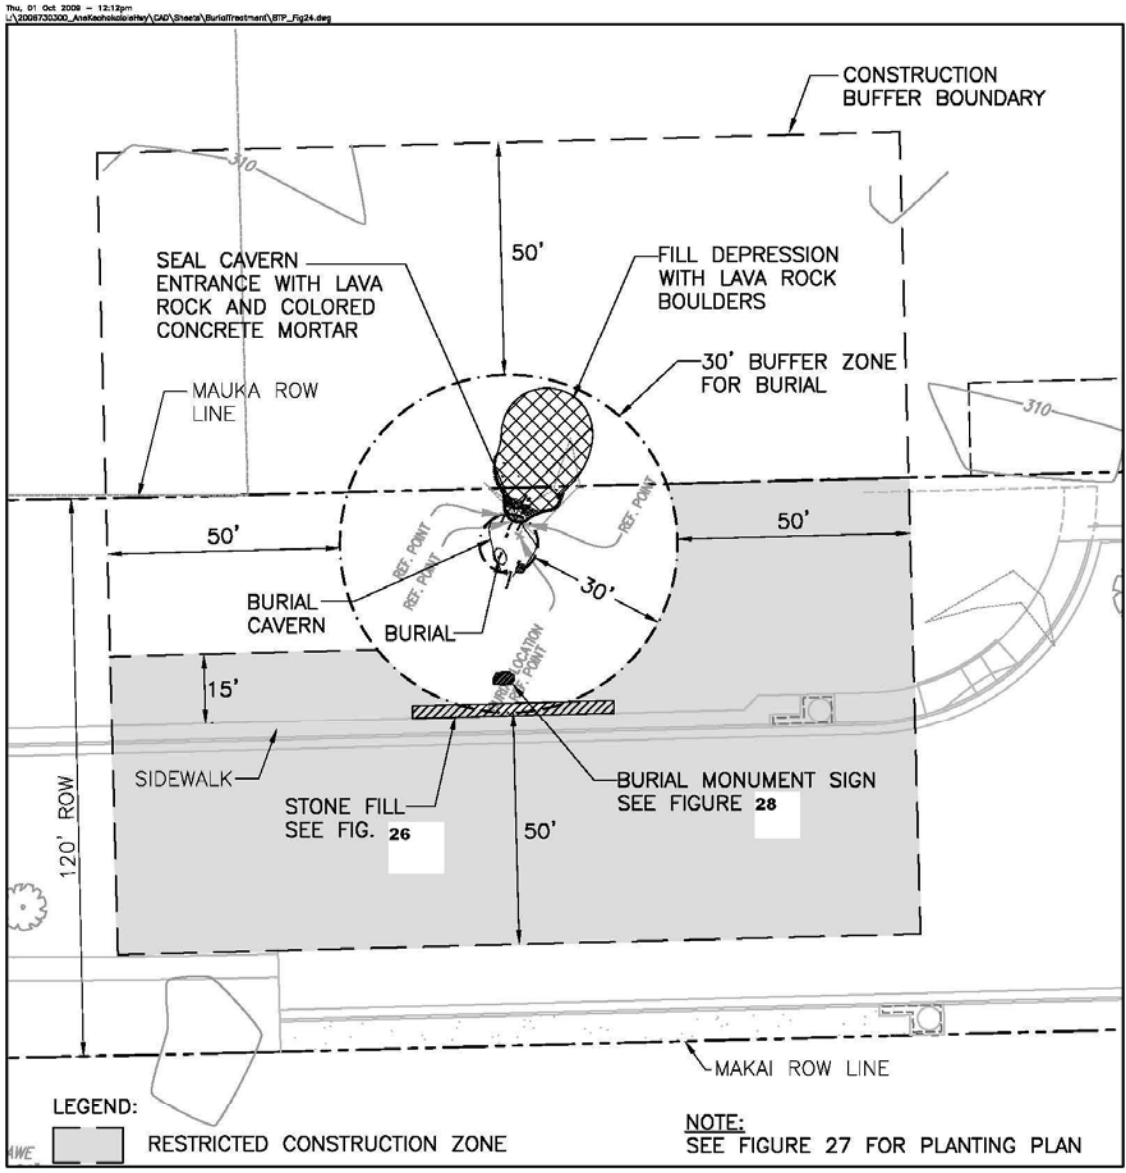 Thu, 01 Oct 2009 - 12:12pm
CONSTRUCTION
BUFFER BOUNDARY
310
50'
SEAL CAVERN
ENTRANCE WITH LAVA
ROCK AND COLORED
CONCRETE MORTAR
FILL DEPRESSION
WITH LAVA ROCK
BOULDERS
30' BUFFER ZONE
FOR BURIAL
MAUKA ROW
LINE
310
REF. POINT
REF. POINT
REF. POINT
50'
50'
30'
BURIAL
CAVERN
BURIAL
LOCATION
REF. POINT
15'
SIDEWALK
BURIAL MONUMENT SIGN
SEE FIGURE 28
STONE FILL
SEE FIG. 26
50'
120' ROW
MAKAI ROW LINE
LEGEND:
RESTRICTED CONSTRUCTION ZONE
NOTE:
SEE FIGURE 27 FOR PLANTING PLAN
AWE